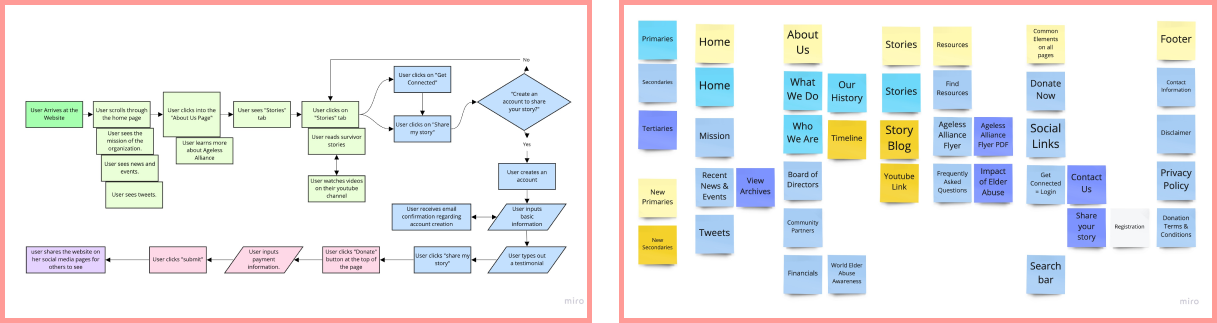 User Arrives at the
Website
User scrolls through
the home page
User sees the
mission of the
organization.
User sees news and
events.
User sees tweets.
User clicks into the
"About Us Page"
User learns more
about Ageless
Alliance
User sees "Stories"
tab
User clicks on
"Stories" tab
User reads survivor
stories
User watches videos
on their youtube
channel
User clicks on "Get
Connected"
User clicks on "Share
my story"
No
"Create an
account to share
your story?"
Yes
User creates an
account
User inputs
basic
information
User receives email
confirmation regarding
account creation
User types out
a testimonial
User clicks "share my
story"
User clicks "Donate"
button at the top of
the page
User inputs
payment
information.
User clicks "submit"
user shares the website on
her social media pages for
others to see
miro
Primaries
Secondaries
Tertiaries
New
Primaries
New
Secondaries
Home
Home
Mission
Recent
News &
Events
View
Archives
Tweets
About
Us
What
We Do
Our
History
Who
We Are
Timeline
Board of
Directors
Community
Partners
Financials
World Elder
Abuse
Awareness
Stories
Stories
Story
Blog
Youtube
Link
Resources
Find
Resources
Ageless
Alliance
Flyer
Ageless
Alliance
Flyer PDF
Frequently
Asked
Questions
Impact
of Elder
Abuse
Common
Elements
on all
pages
Donate
Now
Social
Links
Get
Connected
= Login
Contact
Us
Share
your
story
Registration
Search
bar
Footer
Contact
Information
Disclaimer
Privacy
Policy
Donation
Terms &
Conditions
miro